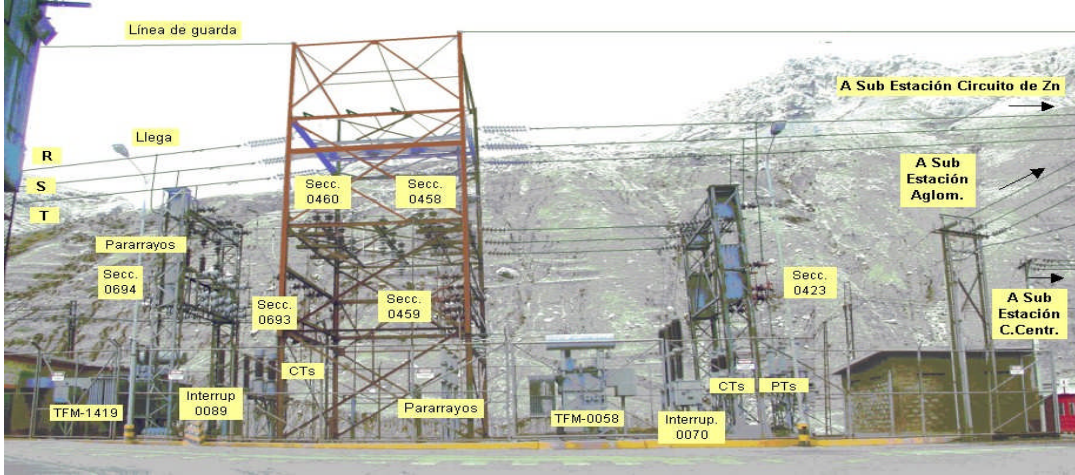 Línea de guarda
A Sub Estación Circuito de Zn
Llega
R
S
T
A Sub
Estación
Aglom.
Secc.
0460
Secc.
0458
Pararrayos
Secc.
0694
Secc.
0693
Secc.
0459
Secc.
0423
A Sub
Estación
C.Centr.
CTs
CTs
PTs
TFM-1419
Interrup
0089
Pararrayos
TFM-0058
Interrup.
0070